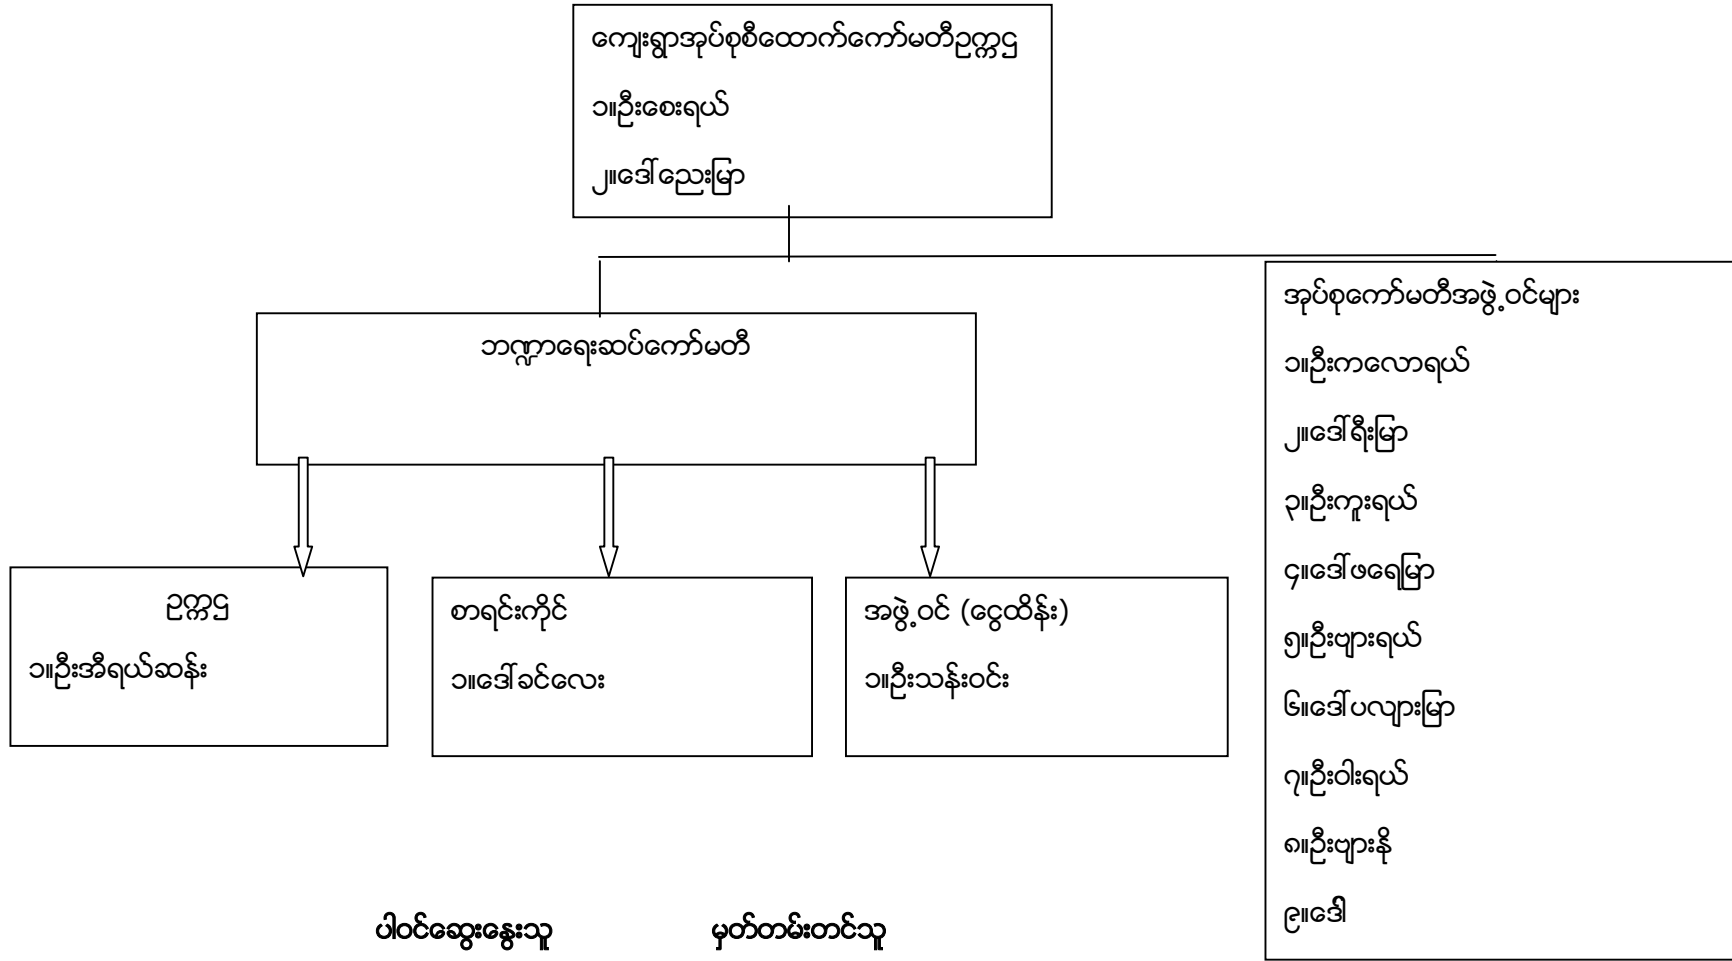 ကျေးရွာအုပ်စုစီထောက်ကော်မတီဥက္ကဌ
၁။ဦးစေးရယ်
၂။ဒေါ်ညေးမြာ
ဘဏ္ဍာရေးဆပ်ကော်မတီ
ဥက္ကဌ
၁။ဦးအီရယ်ဆန်း
စာရင်းကိုင်
၁။ဒေါ်ခင်လေး
အဖွဲ့ဝင် (ငွေထိန်း)
၁။ဦးသန်းဝင်း
အုပ်စုကော်မတီအဖွဲ့ဝင်များ
၁။ဦးကလောရယ်
၂။ဒေါ်ရီးမြာ
၃။ဦးကူးရယ်
၄။ဒေါ်ဖရေမြာ
၅။ဦးဗျားရယ်
၆။ဒေါ်ပလျားမြာ
၇။ဦးဝါးရယ်
၈။ဦးဗျားနို
၉။ဒေါ်
ပါဝင်ဆွေးနွေးသူ မှတ်တမ်းတင်သူ